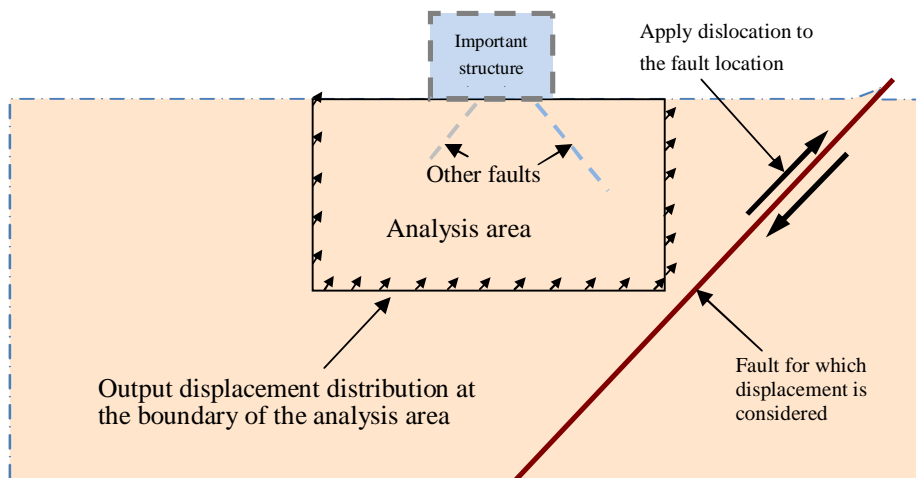 Important
structure
Apply dislocation to
the fault location
Other faults
Analysis area
Output displacement distribution at
the boundary of the analysis area
Fault for which
displacement is
considered